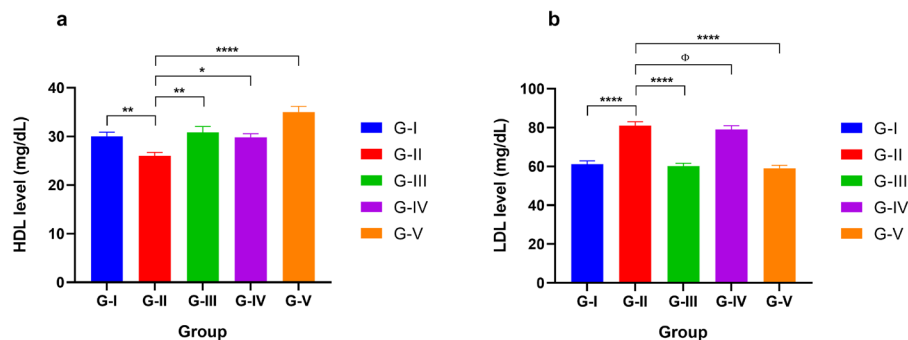 a
HDL level (mg/dL)
40
30
20
10
0
**
**
*
****
G-I G-II G-III G-IV G-V
Group
G-I
G-II
G-III
G-IV
G-V
b
LDL level (mg/dL)
100
80
60
40
20
0
****
****
Φ
****
G-I G-II G-III G-IV G-V
Group
G-I
G-II
G-III
G-IV
G-V